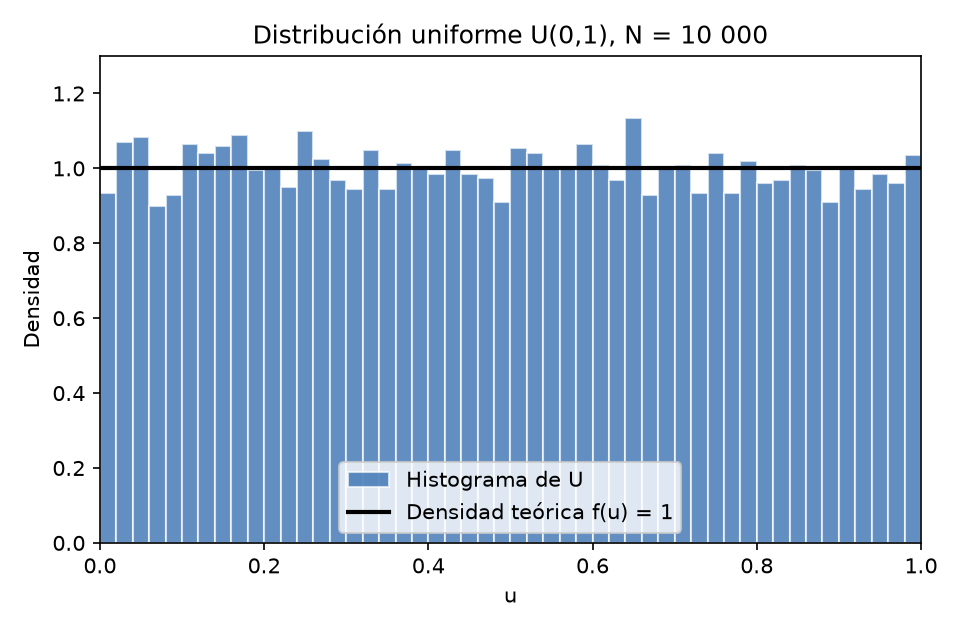 Distribución uniforme U(0,1), N = 10 000
Densidad
1.2
1.0
0.8
0.6
0.4
0.2
0.0
Histograma de U
Densidad teórica f(u) = 1
0.0 0.2 0.4 0.6 0.8 1.0
u